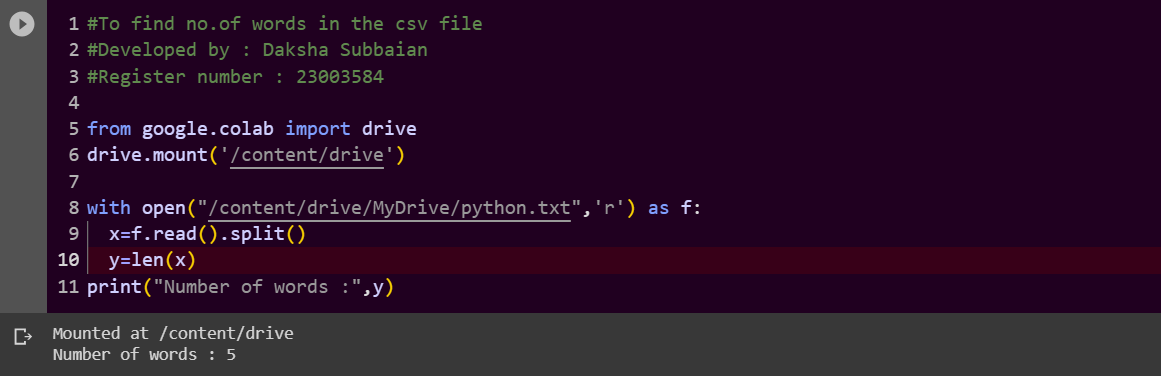 1 #To find no.of words in the csv file
2 #Developed by : Daksha Subbaian
3 #Register number : 23003584
4
5 from google.colab import drive
6 drive.mount('/content/drive')
7
8 with open("/content/drive/MyDrive/python.txt",'r') as f:
9   x=f.read().split()
10   y=len(x)
11 print("Number of words :",y)
Mounted at /content/drive
Number of words : 5